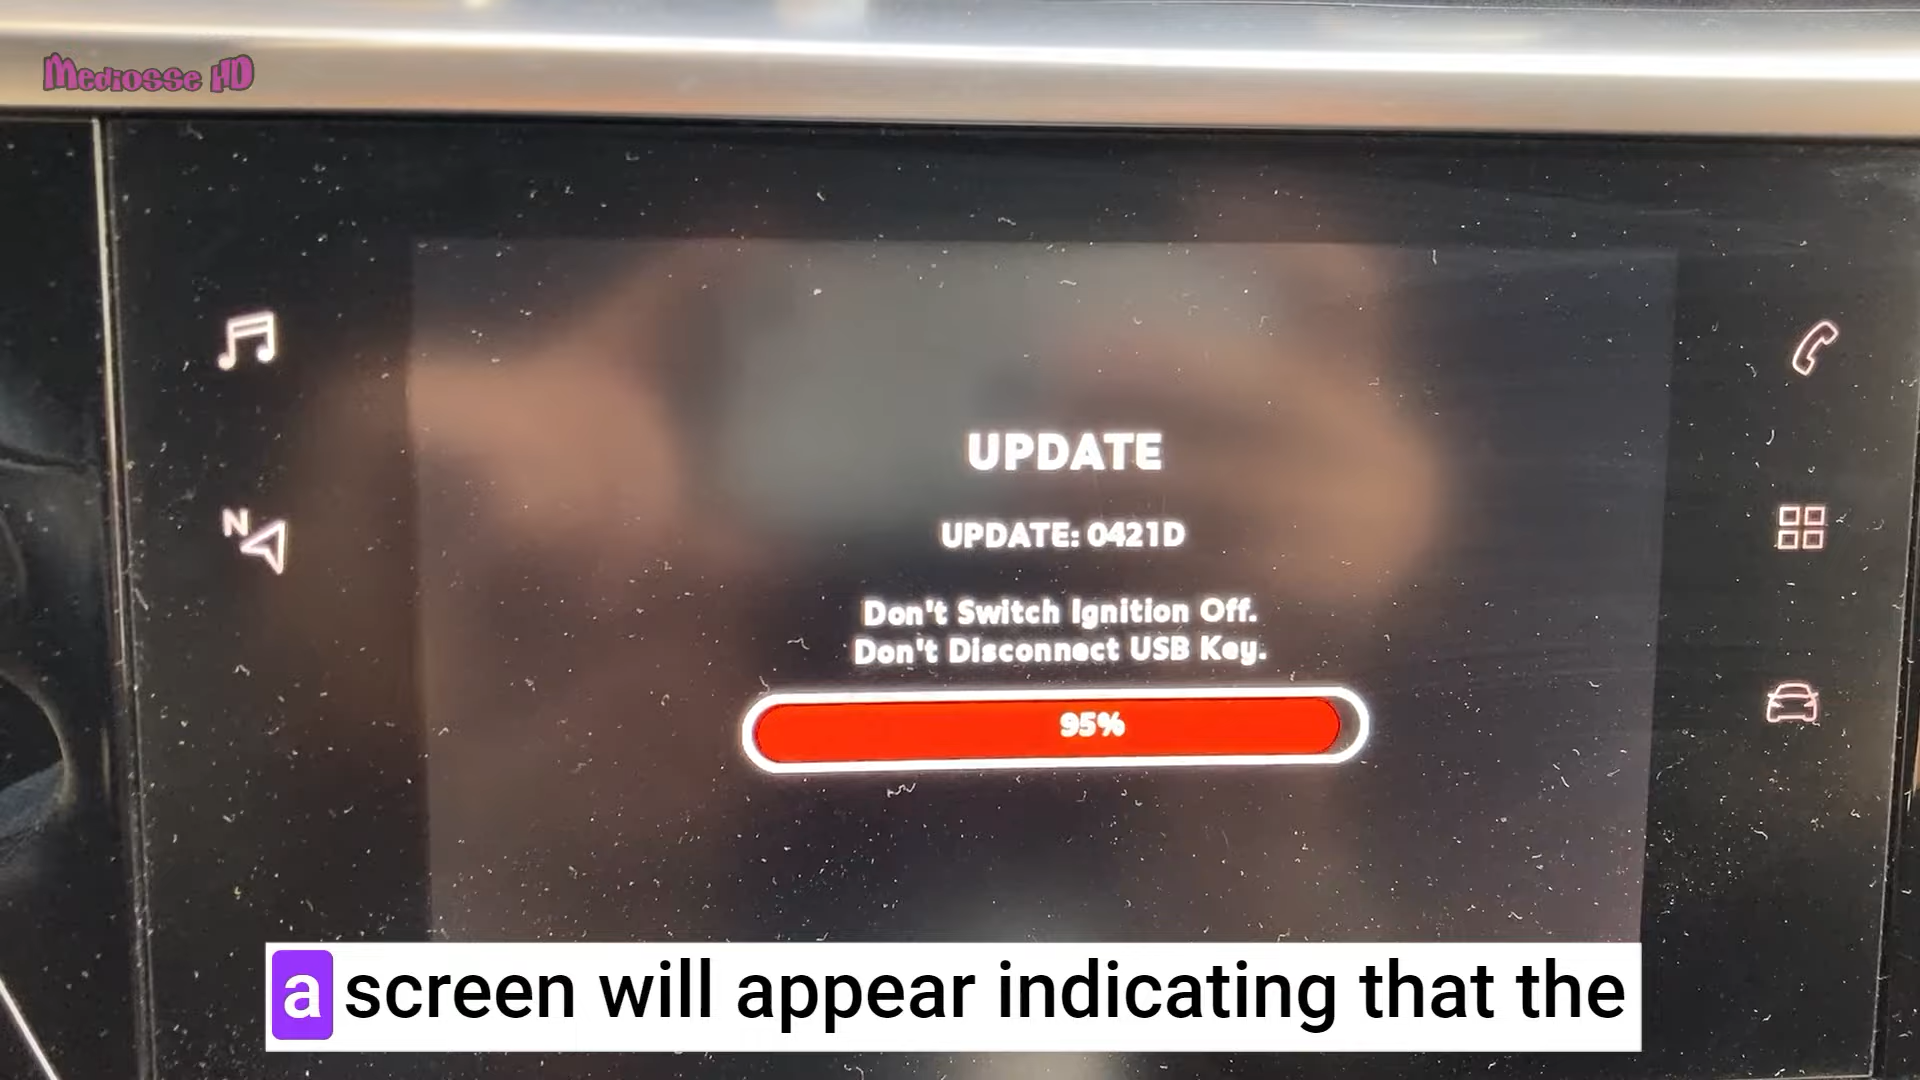 Mediosse HD
N
UPDATE
UPDATE: 0421D
Don't Switch Ignition Off.
Don't Disconnect USB Key.
95%
a screen will appear indicating that the